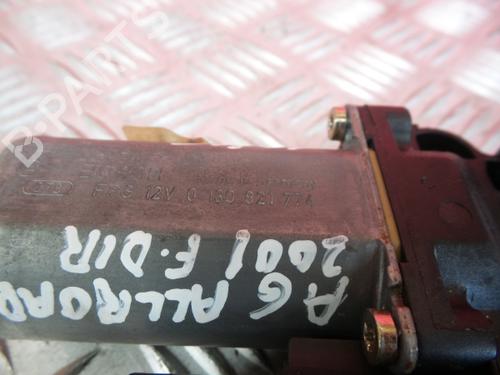 B-PARTS
FPG 12V 0 130 821 774
A6 ALLROAD
2001 F.DIR